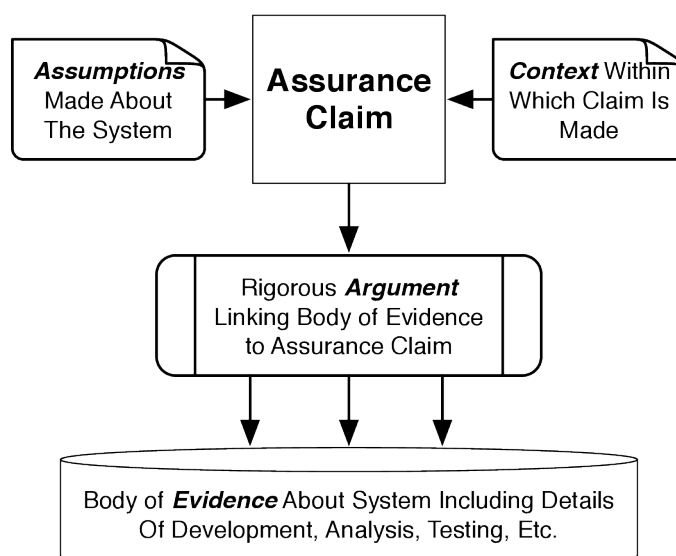 Assumptions
Made About
The System
Assurance
Claim
Context Within
Which Claim Is
Made
Rigorous Argument
Linking Body of Evidence
to Assurance Claim
Body of Evidence About System Including Details
Of Development, Analysis, Testing, Etc.